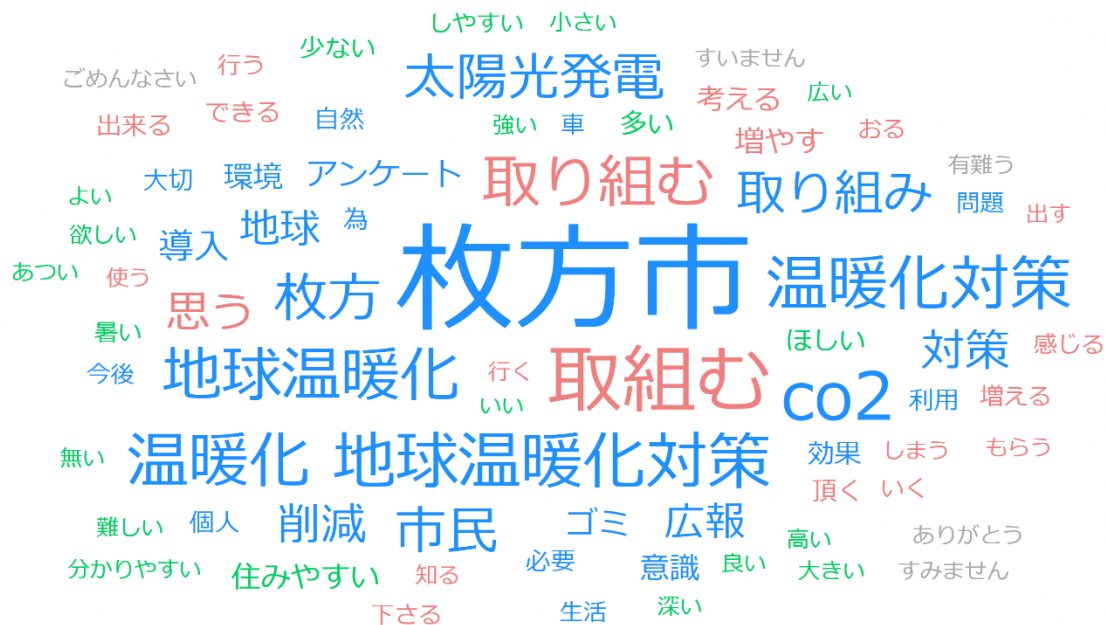 しやすい 小さい
少ない
ごめんなさい 行う 太陽光発電 すいません
考える 広い
出来る できる 自然 強い 車 多い
増やす おる
大切 環境 アンケート 取り組む 取り組み 有難う
よい 問題 出す
欲しい 導入 地球 為
あつい 使う 思う 枚方 枚方市 温暖化対策
暑い ほしい 対策 感じる
今後 地球温暖化 行く 取組む co2 利用 増える
いい
無い 温暖化 地球温暖化対策 効果 しまう もらう
頂く いく
難しい 個人 削減 市民 ゴミ 広報 高い ありがとう
分かりやすい 住みやすい 知る 必要 意識 良い 大きい すみません
下さる 生活 深い